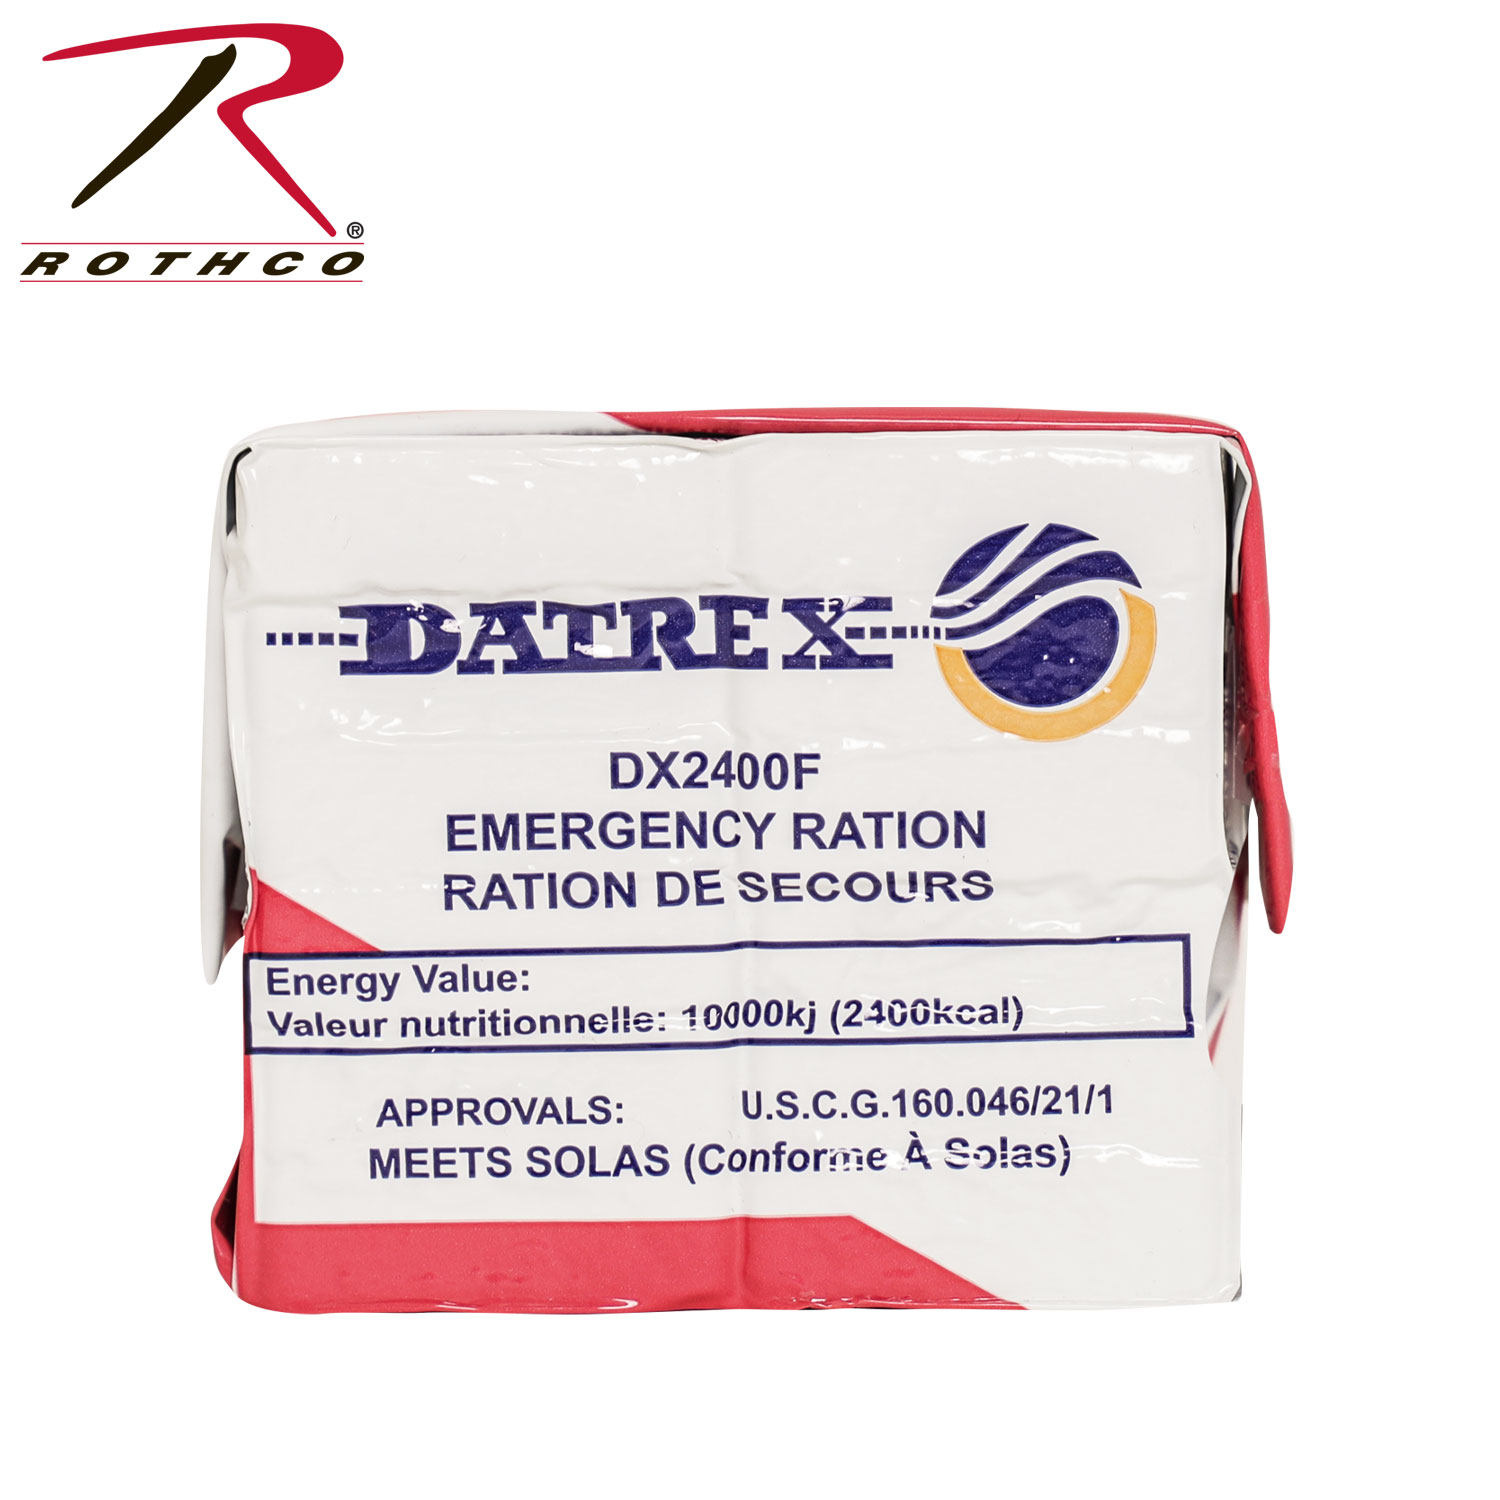 ®
ROTHCO
DATREX
DX2400F
EMERGENCY RATION
RATION DE SECOURS
Energy Value:
Valeur nutritionnelle: 10000kj (2400kcal)
APPROVALS: U.S.C.G.160.046/21/1
MEETS SOLAS (Conforme À Solas)